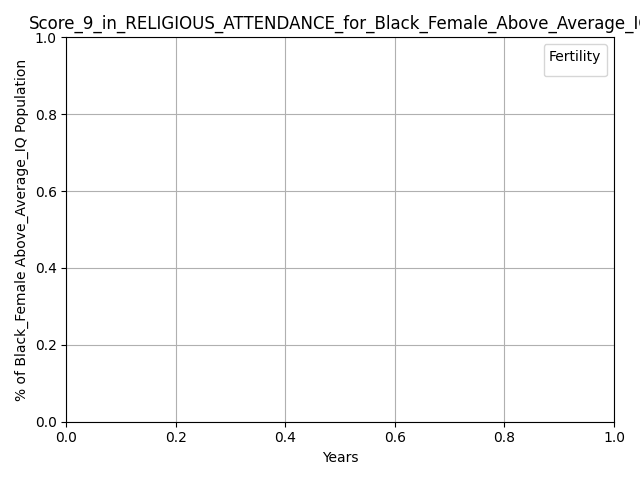 Score_9_in_RELIGIOUS_ATTENDANCE_for_Black_Female_Above_Average_I
Fertility
% of Black_Female Above_Average_IQ Population
1.0
0.8
0.6
0.4
0.2
0.0
0.0 0.2 0.4 0.6 0.8 1.0
Years